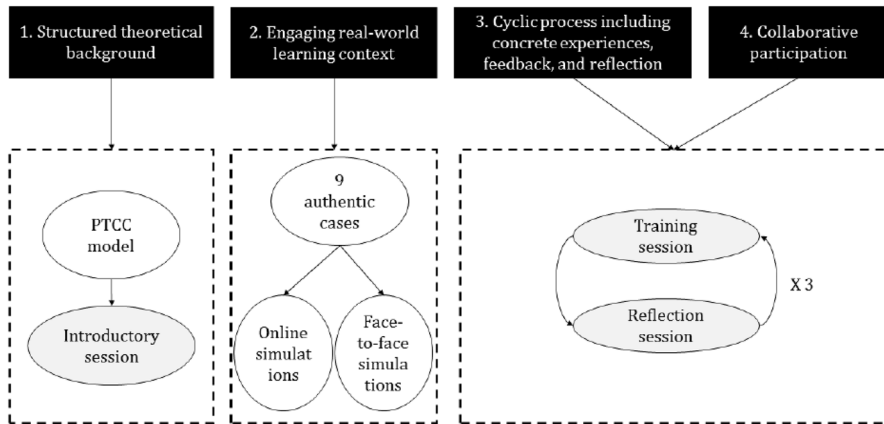 1. Structured theoretical
background
2. Engaging real-world
learning context
3. Cyclic process including
concrete experiences,
feedback, and reflection
4. Collaborative
participation
PTCC
model
Introductory
session
9
authentic
cases
Online
simulat
ions
Face-
to-face
simula
tions
Training
session
Reflection
session
X 3